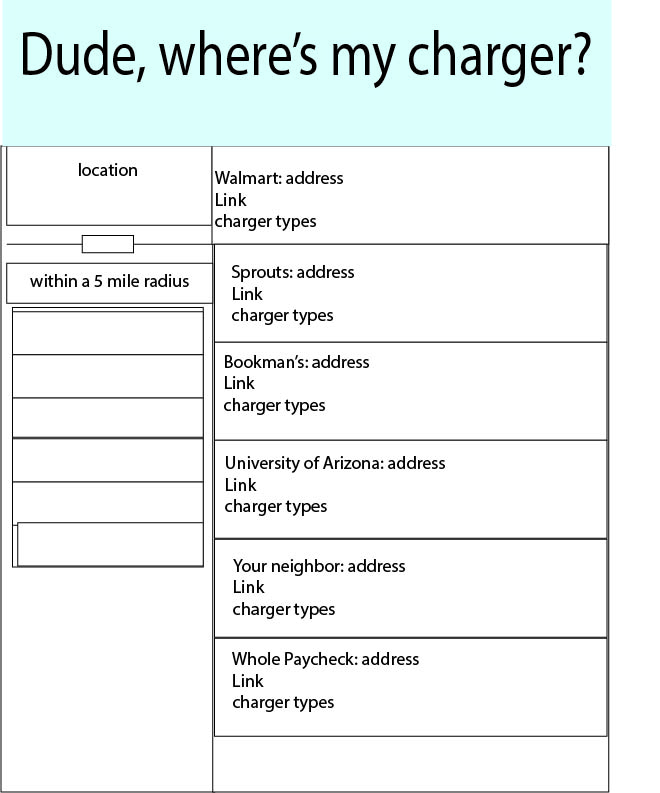 Dude, where's my charger?
location
within a 5 mile radius
Walmart: address
Link
charger types
Sprouts: address
Link
charger types
Bookman's: address
Link
charger types
University of Arizona: address
Link
charger types
Your neighbor: address
Link
charger types
Whole Paycheck: address
Link
charger types